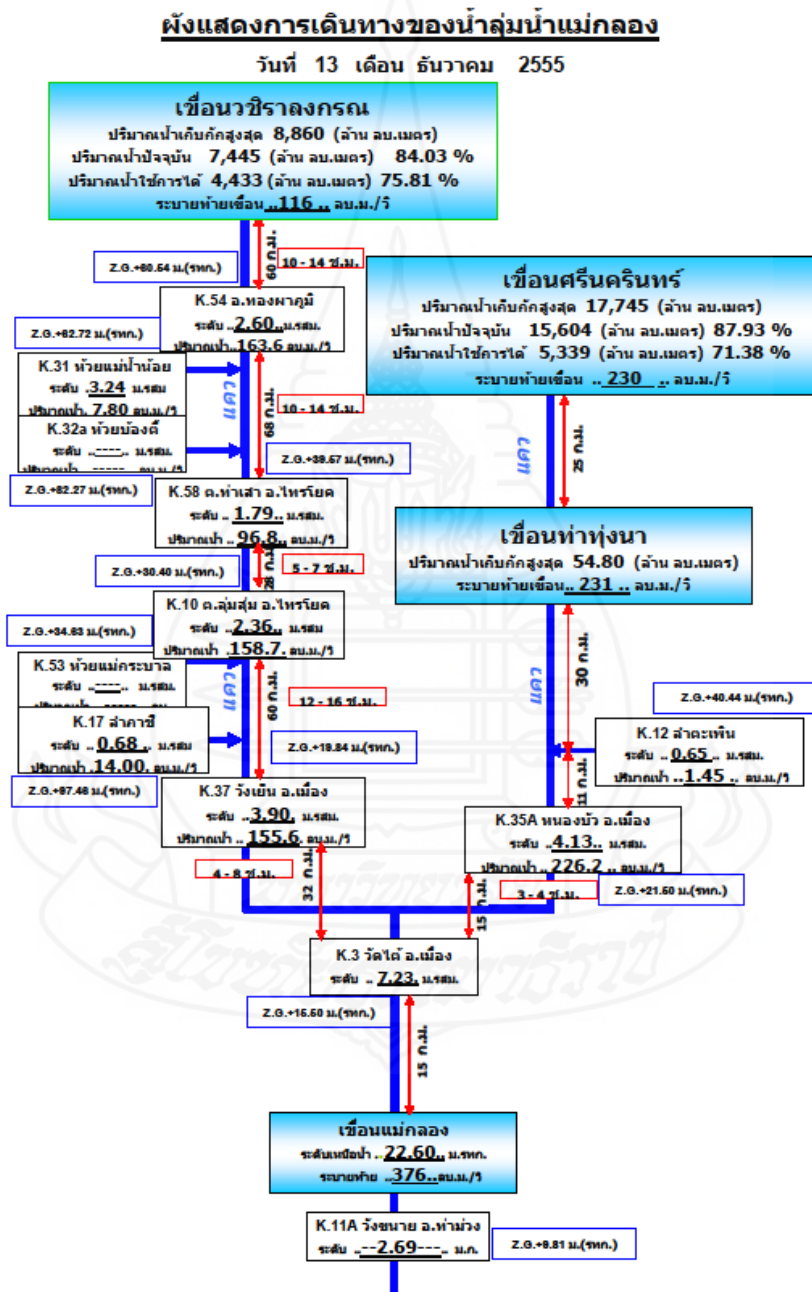 ผังแสดงการเดินทางของน้ำลุ่มน้ำแม่กลอง
วันที่ 13 เดือน ธันวาคม 2555
เขื่อนวชิราลงกรณ
ปริมาณน้ำเก็บกักสูงสุด 8,860 (ล้าน ลบ.เมตร)
ปริมาณน้ำปัจจุบัน 7,445 (ล้าน ลบ.เมตร) 84.03 %
ปริมาณน้ำใช้การได้ 4,433 (ล้าน ลบ.เมตร) 75.81 %
ระบายท้ายเขื่อน ..116 .. ลบ.ม./วิ
60 ก.ม.
10 - 14 ช.ม.
Z.G.+60.54 ม.(รทก.)
K.54 อ.ทองผาภูมิ
ระดับ ..2.60.. ม.รสม.
ปริมาณน้ำ..163.6 ลบ.ม./วิ
Z.G.+62.72 ม.(รทก.)
K.31 ห้วยแม่น้ำน้อย
ระดับ .3.24 ม.รสม
ปริมาณน้ำ. 7.80 ลบ.ม./วิ
แคว
68 ก.ม.
10 - 14 ช.ม.
K.32a ห้วยบ้องตี้
ระดับ ..----.. ม.รสม.
ปริมาณน้ำ ..-----.. ลบ.ม./วิ
Z.G.+62.27 ม.(รทก.)
Z.G.+39.57 ม.(รทก.)
K.58 ต.ท่าเสา อ.ไทรโยค
ระดับ .. 1.79.. ม.รสม.
ปริมาณน้ำ .. 96.8.. ลบ.ม./วิ
28 ก.ม.
5 - 7 ช.ม.
Z.G.+30.40 ม.(รทก.)
K.10 ต.ลุ่มสุ่ม อ.ไทรโยค
ระดับ ..2.36.. ม.รสม
ปริมาณน้ำ .158.7. ลบ.ม./วิ
Z.G.+34.63 ม.(รทก.)
K.53 ห้วยแม่กระบาล
ระดับ ..----.. ม.รสม.
แคว
60 ก.ม.
12 - 16 ช.ม.
K.17 ลำภาชี
ระดับ .. 0.68 .. ม.รสม
ปริมาณน้ำ .14.00. ลบ.ม./วิ
Z.G.+97.46 ม.(รทก.)
Z.G.+19.84 ม.(รทก.)
K.37 วังเย็น อ.เมือง
ระดับ ..3.90. ม.รสม.
ปริมาณน้ำ .. 155.6. ลบ.ม./วิ
4 - 8 ช.ม.
32 ก.ม.
เขื่อนศรีนครินทร์
ปริมาณน้ำเก็บกักสูงสุด 17,745 (ล้าน ลบ.เมตร)
ปริมาณน้ำปัจจุบัน 15,604 (ล้าน ลบ.เมตร) 87.93 %
ปริมาณน้ำใช้การได้ 5,339 (ล้าน ลบ.เมตร) 71.38 %
ระบายท้ายเขื่อน .. 230 .. ลบ.ม./วิ
แคว
25 ก.ม.
เขื่อนท่าทุ่งนา
ปริมาณน้ำเก็บกักสูงสุด 54.80 (ล้าน ลบ.เมตร)
ระบายท้ายเขื่อน.. 231 .. ลบ.ม./วิ
แคว
30 ก.ม.
Z.G.+40.44 ม.(รทก.)
K.12 ลำตะเพิน
ระดับ .. 0.65 .. ม.รสม
ปริมาณน้ำ ..1.45 .. ลบ.ม./วิ
11 ก.ม.
K.35A หนองบัว อ.เมือง
ระดับ ..4.13.. ม.รสม.
ปริมาณน้ำ .. 226.2 .. ลบ.ม./วิ
15 ก.ม.
3 - 4 ช.ม.
Z.G.+21.50 ม.(รทก.)
K.3 วัดใต้ อ.เมือง
ระดับ .. 7.23. ม.รสม.
Z.G.+15.50 ม.(รทก.)
15 ก.ม.
เขื่อนแม่กลอง
ระดับเหนือน้ำ ..22.60.. ม.รทก.
ระบายท้าย ..376..ลบ.ม./วิ
K.11A วังขนาย อ.ท่าม่วง
ระดับ ..--2.69---.. ม.ก.
Z.G.+9.81 ม.(รทก.)